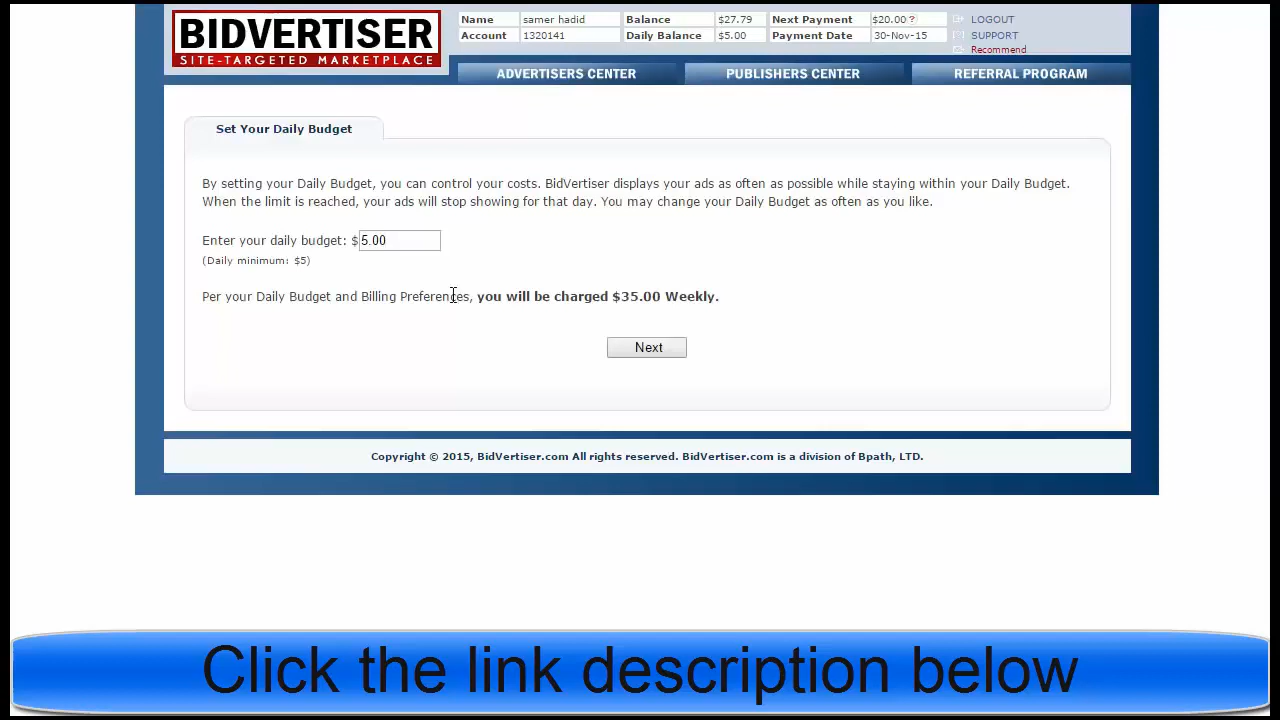 BIDVERTISER
SITE-TARGETED MARKETPLACE
Name samer hadid Balance $27.79 Next Payment $20.00 ? LOGOUT
Account 1320141 Daily Balance $5.00 Payment Date 30-Nov-15 SUPPORT
Recommend
ADVERTISERS CENTER PUBLISHERS CENTER REFERRAL PROGRAM
Set Your Daily Budget
By setting your Daily Budget, you can control your costs. BidVertiser displays your ads as often as possible while staying within your Daily Budget.
When the limit is reached, your ads will stop showing for that day. You may change your Daily Budget as often as you like.
Enter your daily budget: $ 5.00
(Daily minimum: $5)
Per your Daily Budget and Billing Preferences, you will be charged $35.00 Weekly.
Next
Copyright © 2015, BidVertiser.com All rights reserved. BidVertiser.com is a division of Bpath, LTD.
Click the link description below